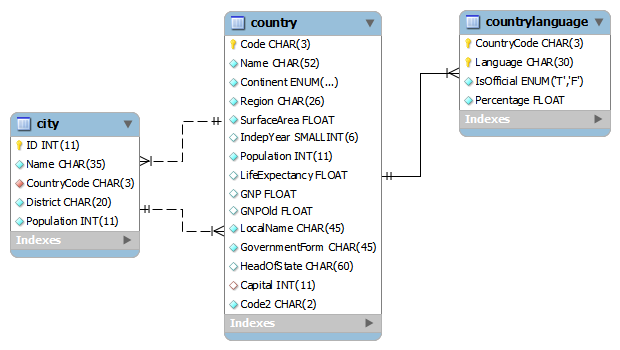 city
ID INT(11)
Name CHAR(35)
CountryCode CHAR(3)
District CHAR(20)
Population INT(11)
Indexes
country
Code CHAR(3)
Name CHAR(52)
Continent ENUM(...)
Region CHAR(26)
SurfaceArea FLOAT
IndepYear SMALLINT(6)
Population INT(11)
LifeExpectancy FLOAT
GNP FLOAT
GNPOld FLOAT
LocalName CHAR(45)
GovernmentForm CHAR(45)
HeadOfState CHAR(60)
Capital INT(11)
Code2 CHAR(2)
Indexes
countrylanguage
CountryCode CHAR(3)
Language CHAR(30)
IsOfficial ENUM('T','F')
Percentage FLOAT
Indexes